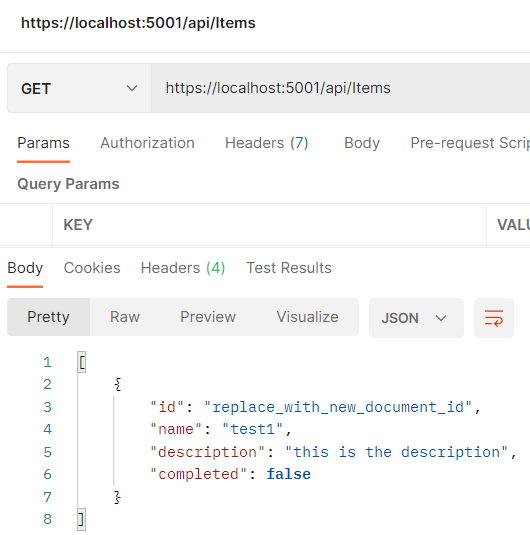 https://localhost:5001/api/Items
GET https://localhost:5001/api/Items
Params Authorization Headers (7) Body Pre-request Scrip
Query Params
KEY VALU
Body Cookies Headers (4) Test Results
Pretty Raw Preview Visualize JSON
1 [
2 {
3 "id": "replace_with_new_document_id",
4 "name": "test1",
5 "description": "this is the description",
6 "completed": false
7 }
8 ]